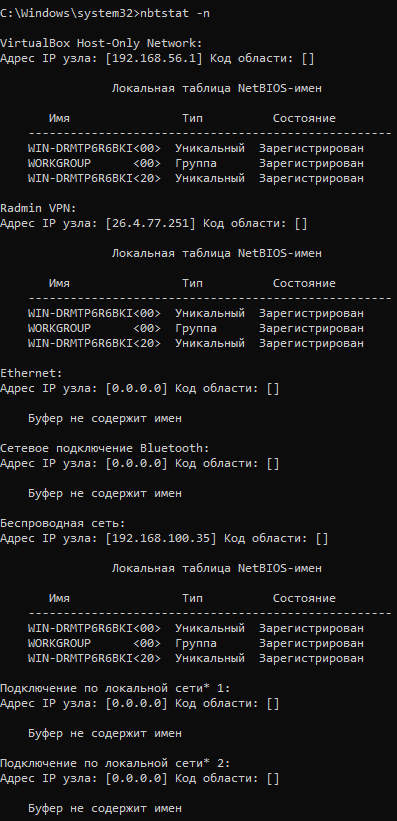 C:\Windows\system32>nbtstat -n
VirtualBox Host-Only Network:
Адрес IP узла: [192.168.56.1] Код области: []
Локальная таблица NetBIOS-имен
Имя Тип Состояние
----------------------------------------------------
WIN-DRMTP6R6BKI<00> Уникальный Зарегистрирован
WORKGROUP <00> Группа Зарегистрирован
WIN-DRMTP6R6BKI<20> Уникальный Зарегистрирован
Radmin VPN:
Адрес IP узла: [26.4.77.251] Код области: []
Локальная таблица NetBIOS-имен
Имя Тип Состояние
----------------------------------------------------
WIN-DRMTP6R6BKI<00> Уникальный Зарегистрирован
WORKGROUP <00> Группа Зарегистрирован
WIN-DRMTP6R6BKI<20> Уникальный Зарегистрирован
Ethernet:
Адрес IP узла: [0.0.0.0] Код области: []
Буфер не содержит имен
Сетевое подключение Bluetooth:
Адрес IP узла: [0.0.0.0] Код области: []
Буфер не содержит имен
Беспроводная сеть:
Адрес IP узла: [192.168.100.35] Код области: []
Локальная таблица NetBIOS-имен
Имя Тип Состояние
----------------------------------------------------
WIN-DRMTP6R6BKI<00> Уникальный Зарегистрирован
WORKGROUP <00> Группа Зарегистрирован
WIN-DRMTP6R6BKI<20> Уникальный Зарегистрирован
Подключение по локальной сети* 1:
Адрес IP узла: [0.0.0.0] Код области: []
Буфер не содержит имен
Подключение по локальной сети* 2:
Адрес IP узла: [0.0.0.0] Код области: []
Буфер не содержит имен